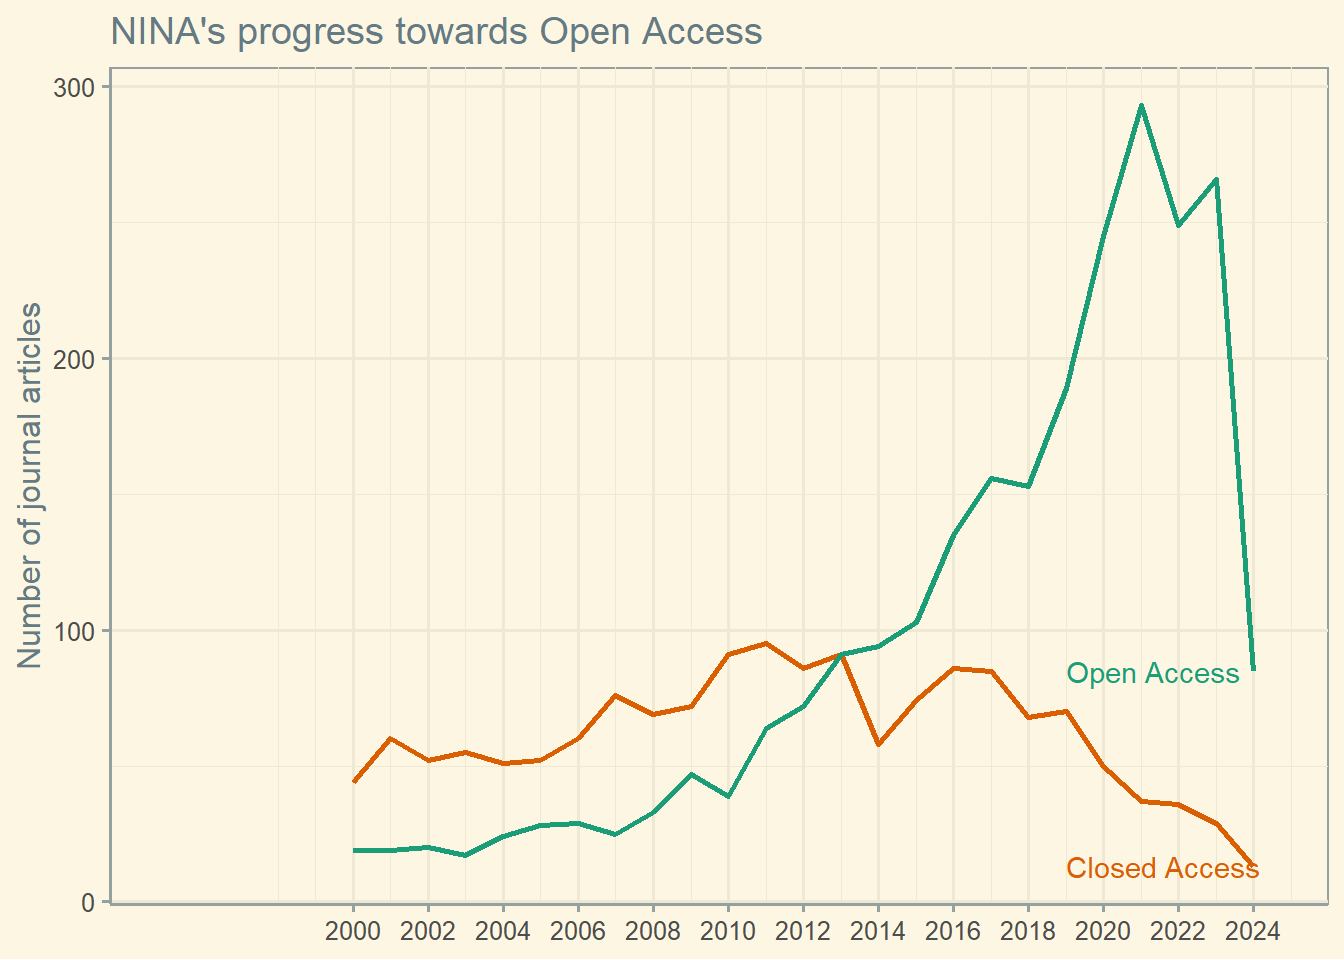 NINA's progress towards Open Access
Number of journal articles
300
200
100
0
Open Access
Closed Access
2000 2002 2004 2006 2008 2010 2012 2014 2016 2018 2020 2022 2024